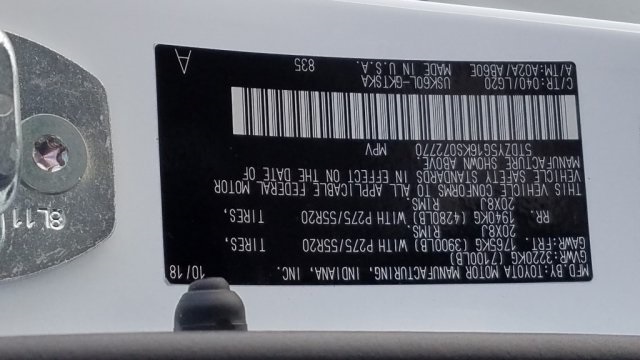 MFD.BY:TOYOTA MOTOR MANUFACTURING, INDIANA, INC. 10/18
GVWR:3220KG(7100LB)
GAWR:FRT. 1765KG(3900LB) WITH P275/55R20 TIRES,
20X8J RIMS
RR. 1940KG(4280LB) WITH P275/55R20 TIRES,
20X8J RIMS
THIS VEHICLE CONFORMS TO ALL APPLICABLE FEDERAL MOTOR
VEHICLE SAFETY STANDARDS IN EFFECT ON THE DATE OF
MANUFACTURE SHOWN ABOVE.
5TDZY5G16KS072770 MPV
C/TR:040/LG20 USK60L-GKTSKA
A/TM:A02A/AB60E MADE IN U.S.A. 835
A
8L11